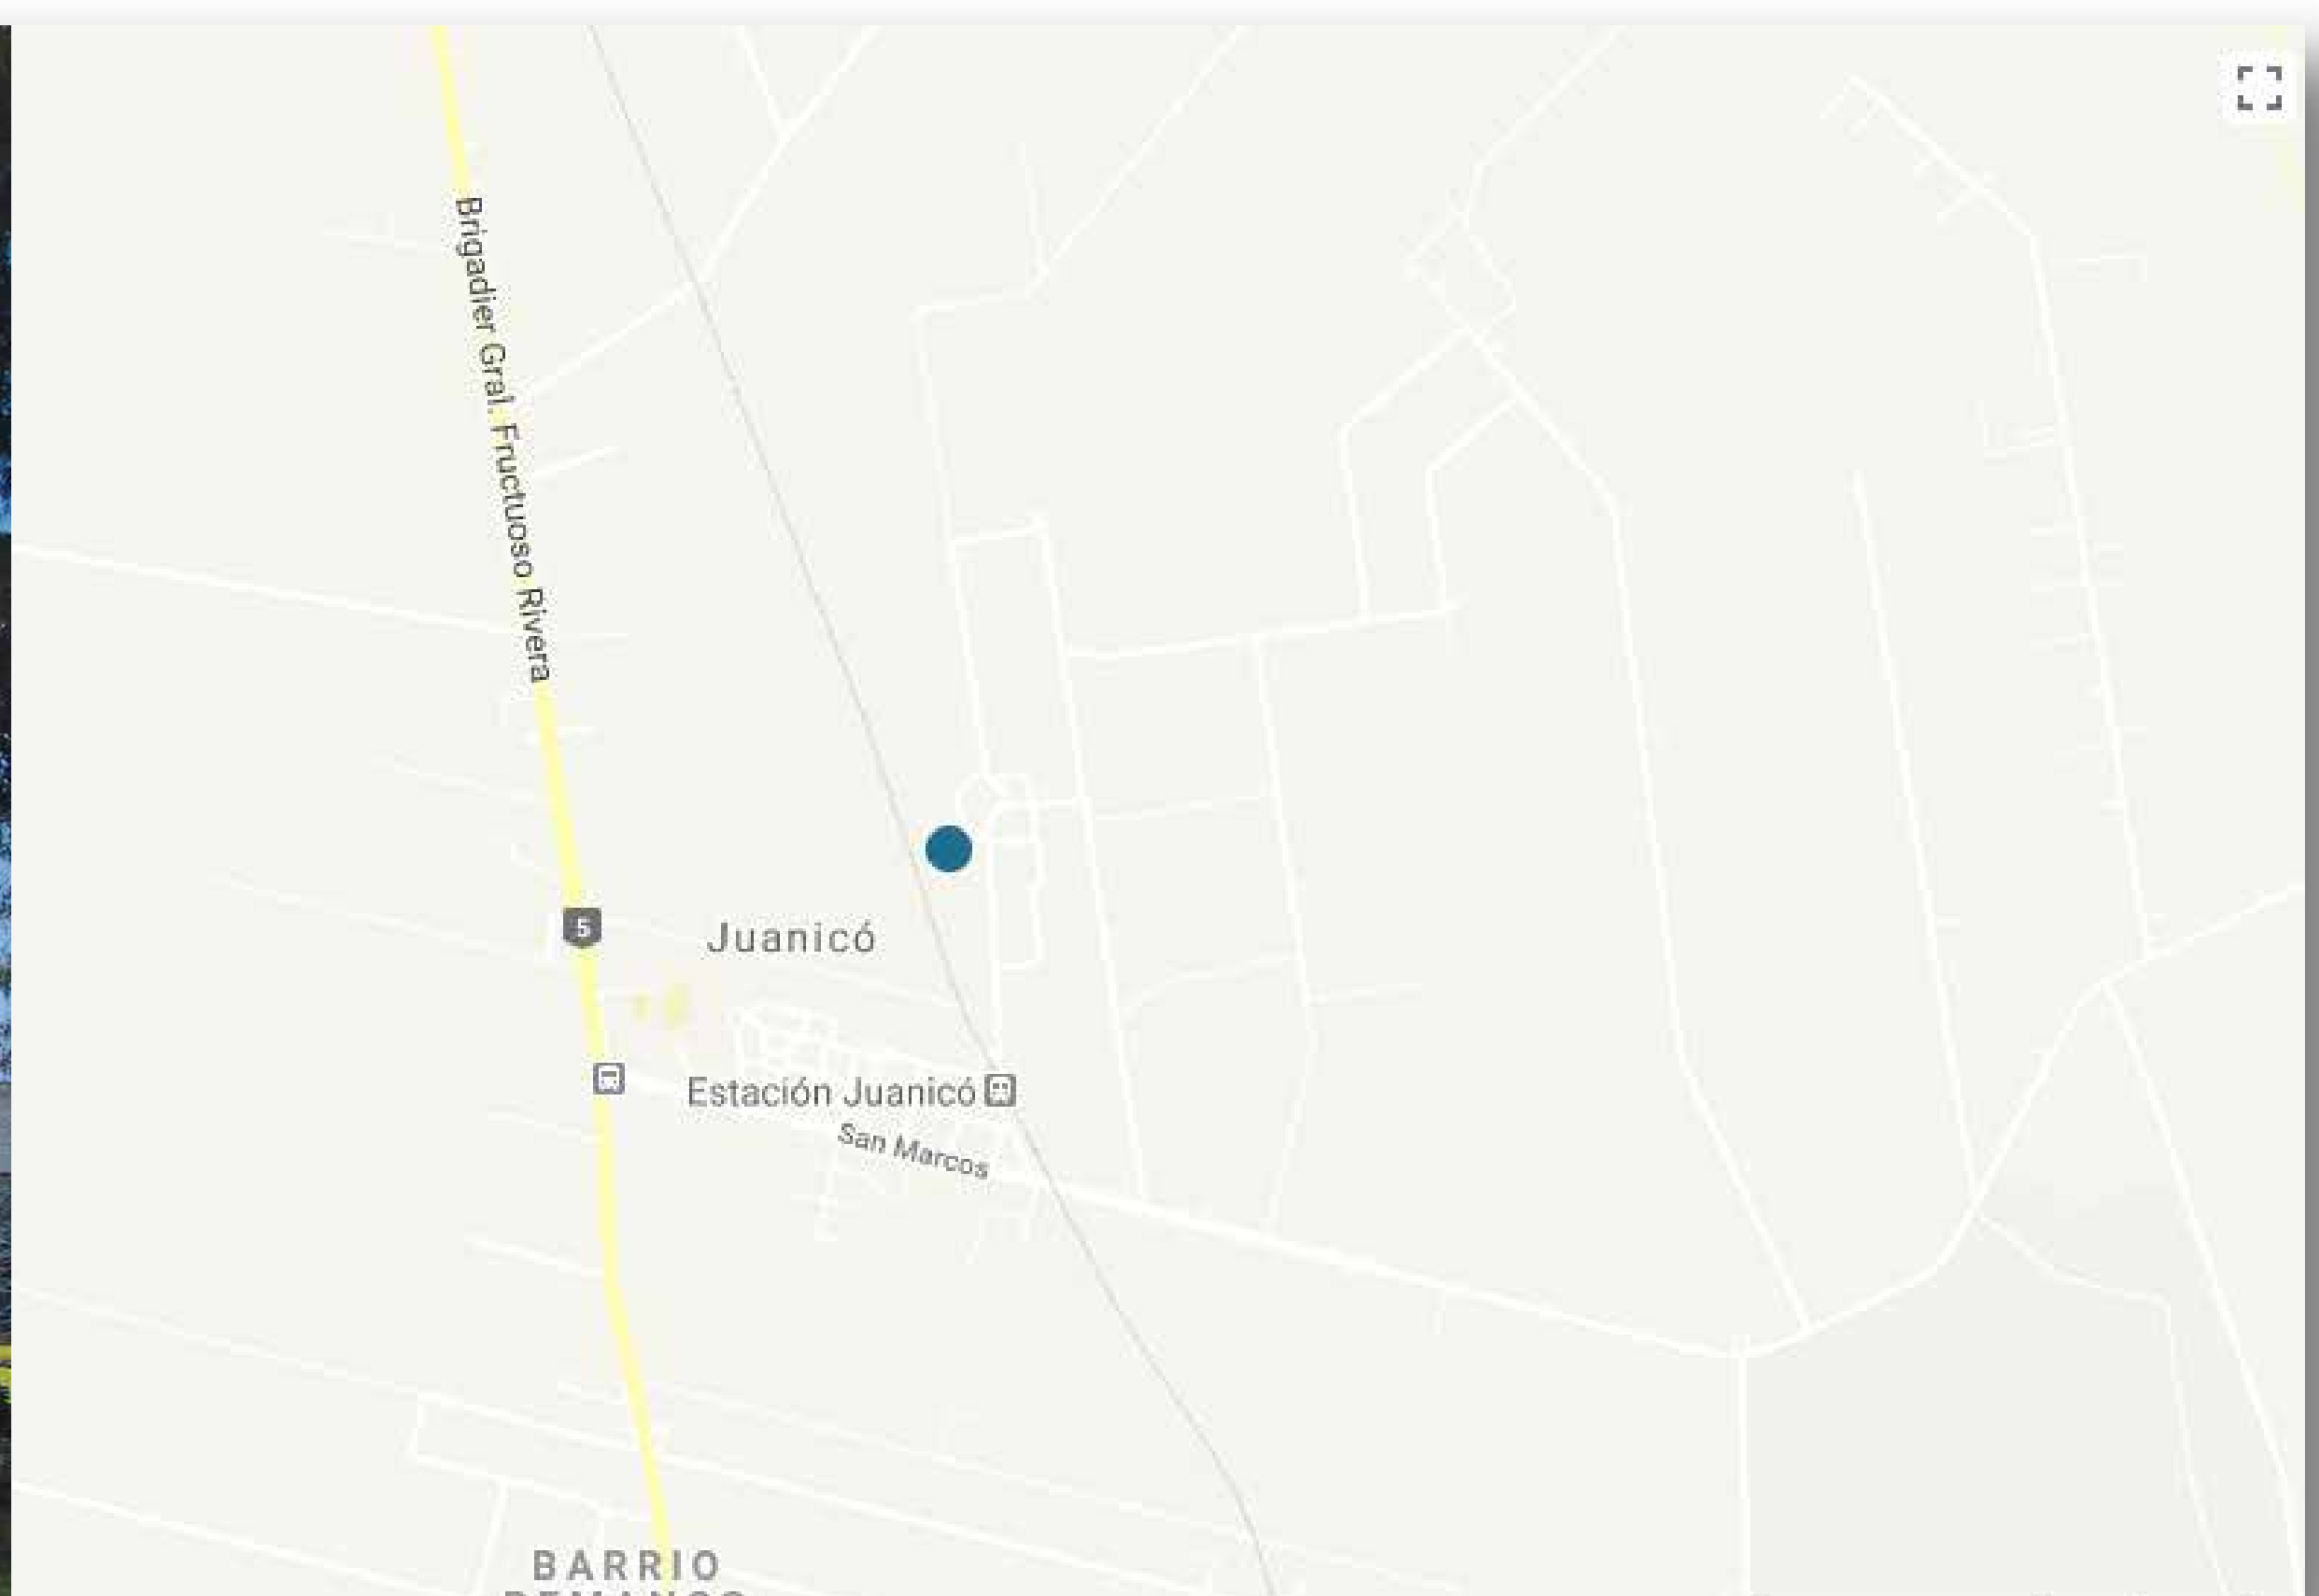 Brigadier Gral. Fructuoso Rivera
5
Juanicó
Estación Juanicó
San Marcos
BARRIO